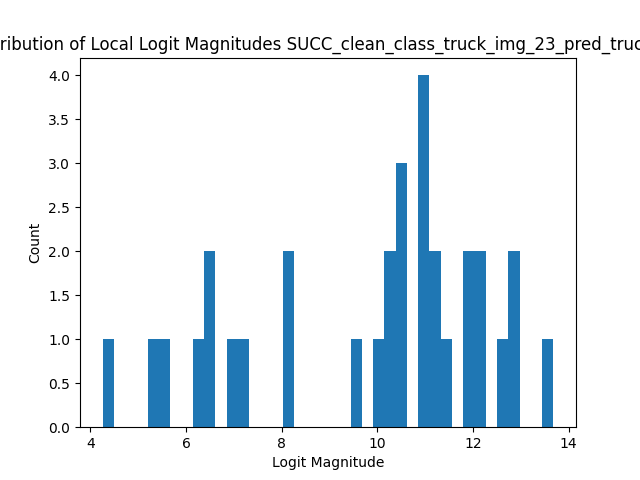 ribution of Local Logit Magnitudes SUCC_clean_class_truck_img_23_pred_truc
4.0
3.5
3.0
2.5
2.0
1.5
1.0
0.5
0.0
Count
4 6 8 10 12 14
Logit Magnitude